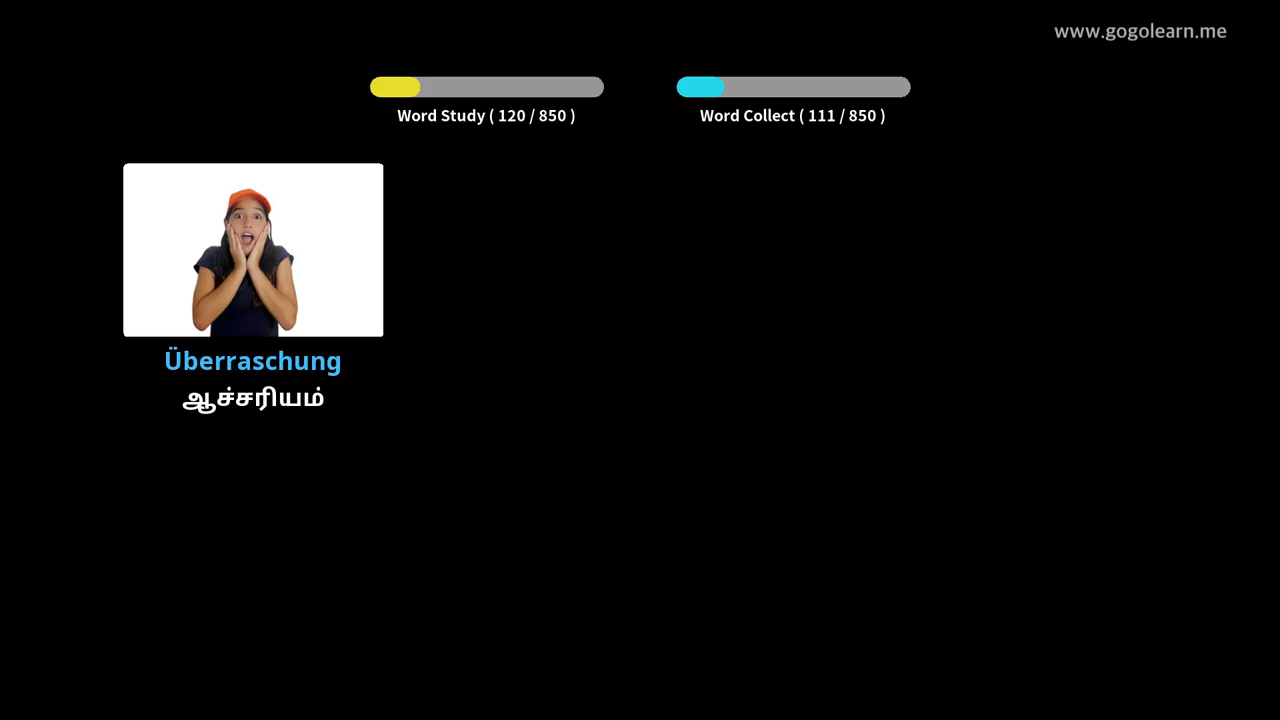 www.gogolearn.me
Word Study ( 120 / 850 )
Word Collect ( 111 / 850 )
Überraschung
ஆச்சரியம்